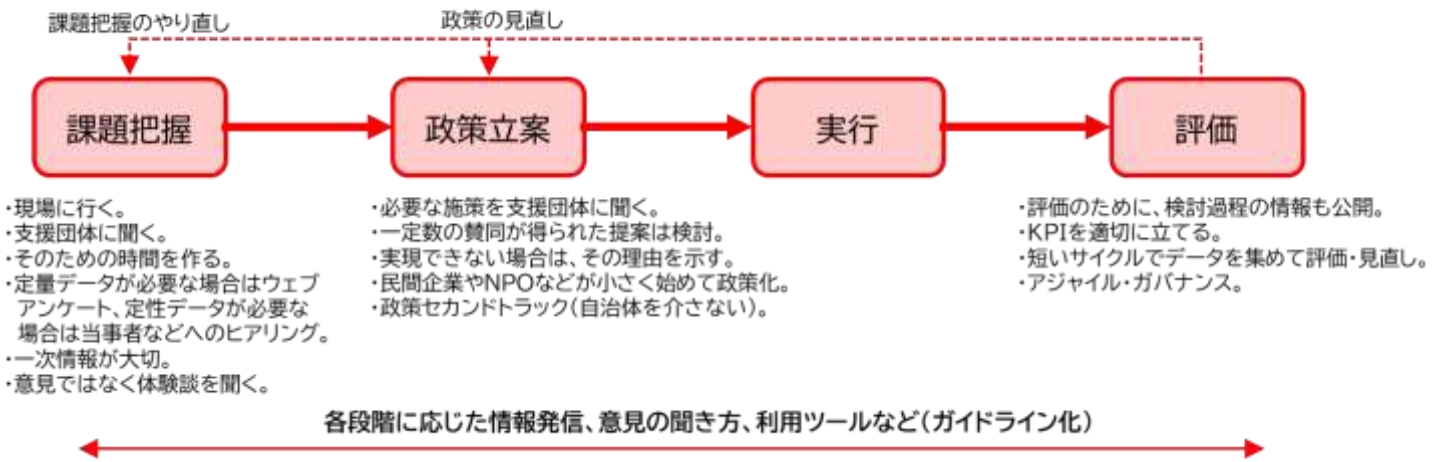 課題把握のやり直し
政策の見直し
課題把握
政策立案
実行
評価
・現場に行く。
・支援団体に聞く。
・そのための時間を作る。
・定量データが必要な場合はウェブ
アンケート、定性データが必要な
場合は当事者などへのヒアリング。
・一次情報が大切。
・意見ではなく体験談を聞く。
・必要な施策を支援団体に聞く。
・一定数の賛同が得られた提案は検討。
・実現できない場合は、その理由を示す。
・民間企業やNPOなどが小さく始めて政策化。
・政策セカンドトラック(自治体を介さない)。
・評価のために、検討過程の情報も公開。
・KPIを適切に立てる。
・短いサイクルでデータを集めて評価・見直し。
・アジャイル・ガバナンス。
各段階に応じた情報発信、意見の聞き方、利用ツールなど(ガイドライン化)